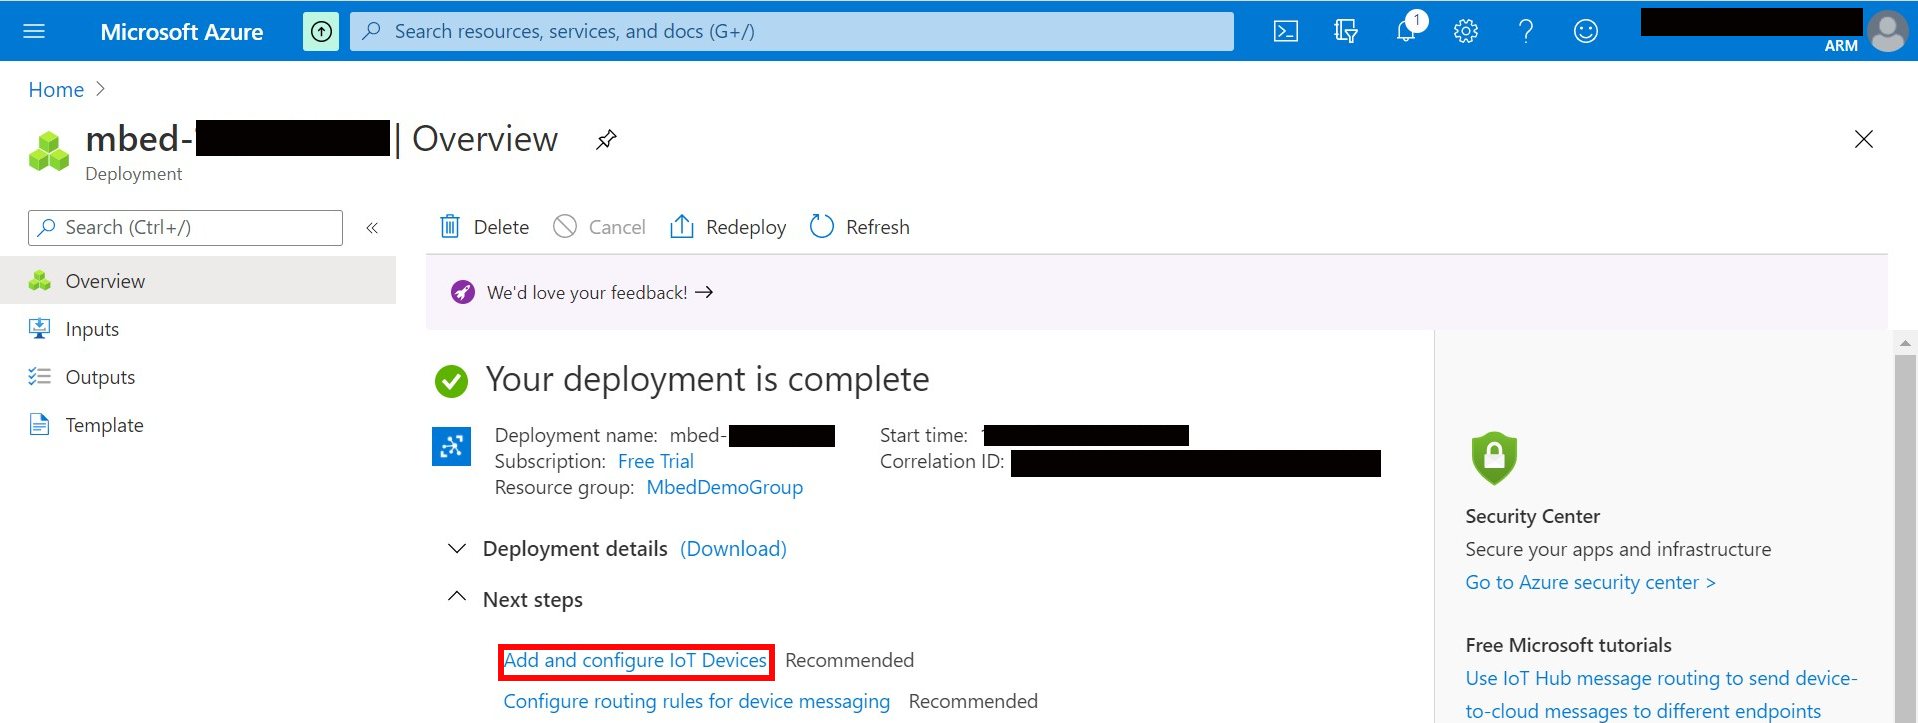 Microsoft Azure
Search resources, services, and docs (G+/)
1
ARM
Home
mbed- | Overview
Deployment
Search (Ctrl+/)
«
Delete
Cancel
Redeploy
Refresh
Overview
Inputs
Outputs
Template
We'd love your feedback! →
Your deployment is complete
Deployment name: mbed-
Subscription: Free Trial
Resource group: MbedDemoGroup
Start time:
Correlation ID:
Deployment details (Download)
Next steps
Add and configure IoT Devices Recommended
Configure routing rules for device messaging Recommended
Security Center
Secure your apps and infrastructure
Go to Azure security center >
Free Microsoft tutorials
Use IoT Hub message routing to send device-
to-cloud messages to different endpoints